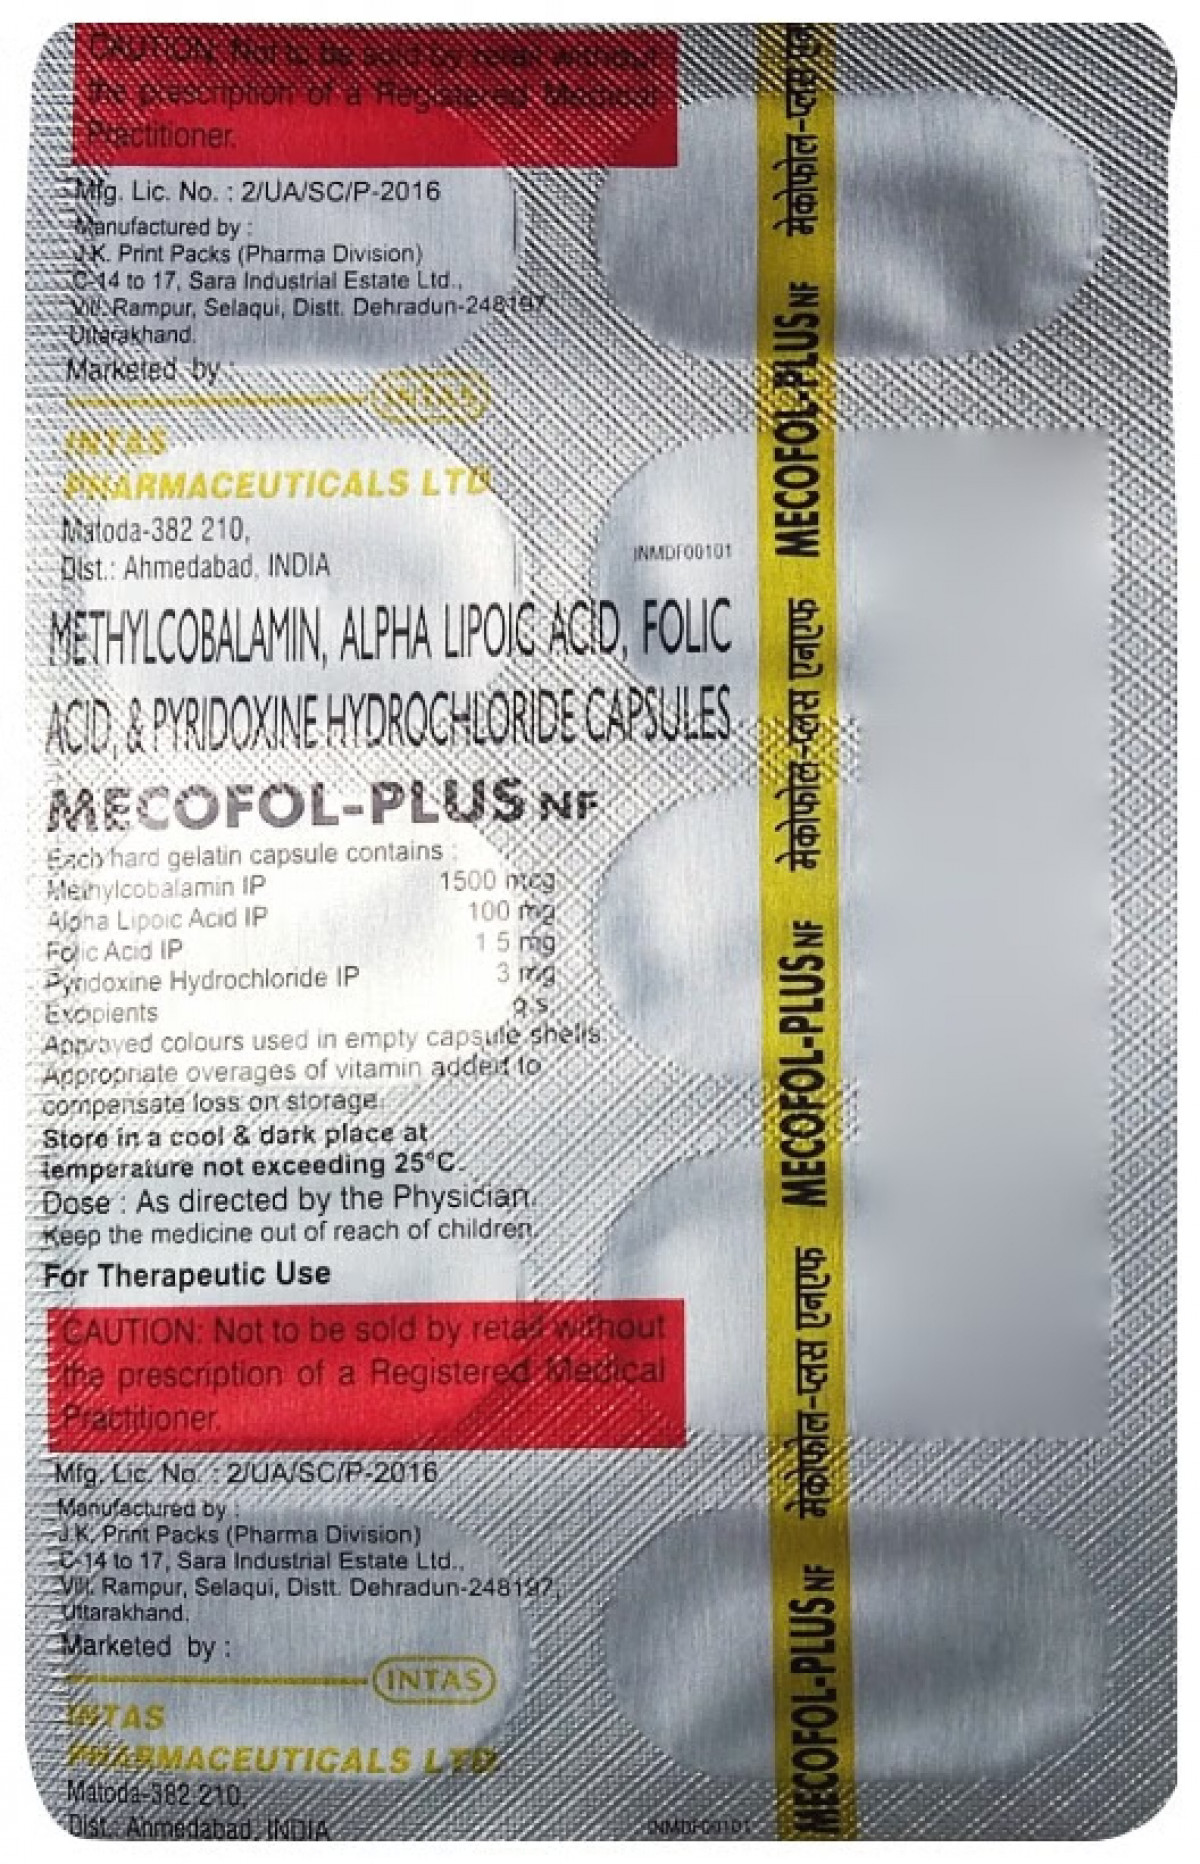 CAUTION: Not to be sold by retail without
the prescription of a Registered Medical
Practitioner.
Mfg. Lic. No. : 2/UA/SC/P-2016
Manufactured by :
J.K. Print Packs (Pharma Division)
C-14 to 17, Sara Industrial Estate Ltd.,
Vill. Rampur, Selaqui, Distt. Dehradun-248197,
Uttarakhand.
Marketed by :
INTAS
INTAS
PHARMACEUTICALS LTD
Matoda-382 210,
Dist.: Ahmedabad, INDIA
INMDF00101
METHYLCOBALAMIN, ALPHA LIPOIC ACID, FOLIC
ACID, & PYRIDOXINE HYDROCHLORIDE CAPSULES
MECOFOL-PLUS NF
Each hard gelatin capsule contains :
Methylcobalamin IP 1500 mcg
Alpha Lipoic Acid IP 100 mg
Folic Acid IP 1.5 mg
Pyridoxine Hydrochloride IP 3 mg
Excipients q.s.
Approved colours used in empty capsule shells.
Appropriate overages of vitamin added to
compensate loss on storage.
Store in a cool & dark place at
temperature not exceeding 25°C.
Dose : As directed by the Physician.
Keep the medicine out of reach of children.
For Therapeutic Use
CAUTION: Not to be sold by retail without
the prescription of a Registered Medical
Practitioner.
Mfg. Lic. No. : 2/UA/SC/P-2016
Manufactured by :
J.K. Print Packs (Pharma Division)
C-14 to 17, Sara Industrial Estate Ltd.,
Vill. Rampur, Selaqui, Distt. Dehradun-248197,
Uttarakhand.
Marketed by :
INTAS
INTAS
PHARMACEUTICALS LTD
Matoda-382 210,
Dist.: Ahmedabad, INDIA
INMDF00101
MECOFOL-PLUS NF
मेकोफोल-प्लस एनएफ
MECOFOL-PLUS NF
मेकोफोल-प्लस एनएफ
MECOFOL-PLUS NF
मेकोफोल-प्लस